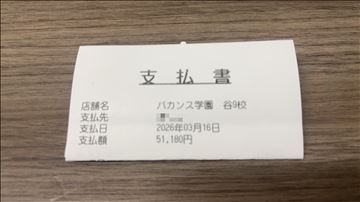 支払書
店舗名 バカンス学園 谷9校
支払先
支払日 2026年03月16日
支払額 51,180円